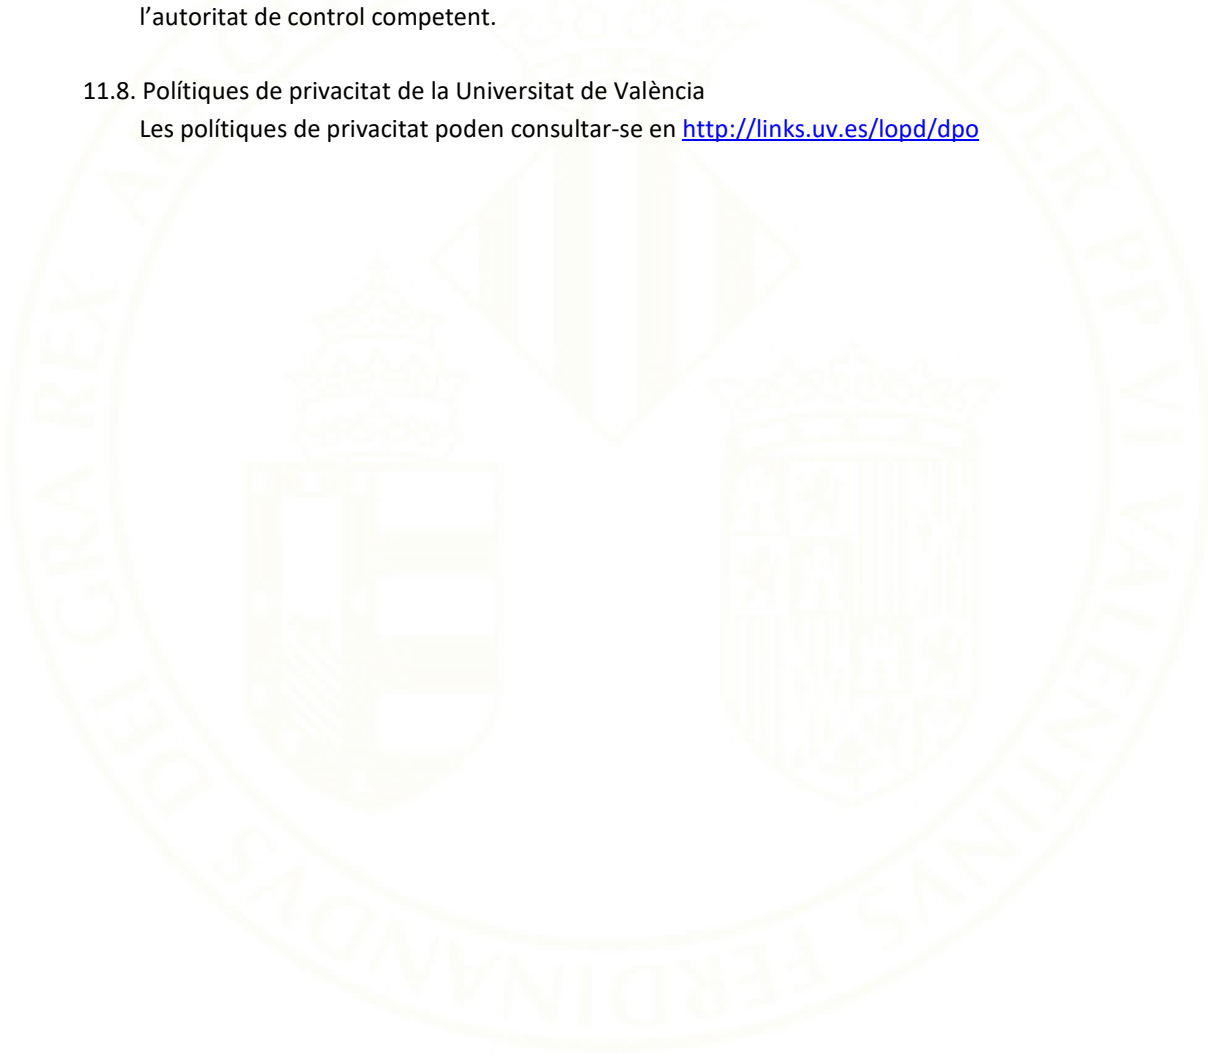 l’autoritat de control competent.
11.8. Polítiques de privacitat de la Universitat de València
Les polítiques de privacitat poden consultar-se en http://links.uv.es/lopd/dpo